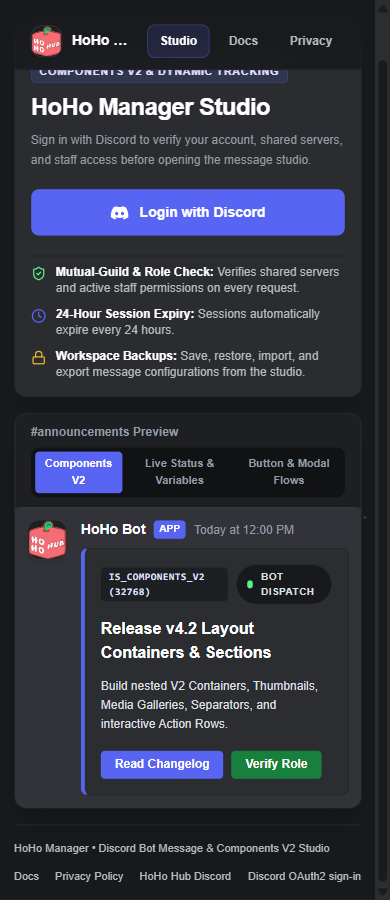 HO HO HUB
HoHo ...
Studio
Docs
Privacy
COMPONENTS V2 & DYNAMIC TRACKING
HoHo Manager Studio
Sign in with Discord to verify your account, shared servers,
and staff access before opening the message studio.
Login with Discord
Mutual-Guild & Role Check: Verifies shared servers
and active staff permissions on every request.
24-Hour Session Expiry: Sessions automatically
expire every 24 hours.
Workspace Backups: Save, restore, import, and
export message configurations from the studio.
#announcements Preview
Components
V2
Live Status &
Variables
Button & Modal
Flows
HO HO HUB
HoHo Bot
APP
Today at 12:00 PM
IS_COMPONENTS_V2
(32768)
BOT
DISPATCH
Release v4.2 Layout
Containers & Sections
Build nested V2 Containers, Thumbnails,
Media Galleries, Separators, and
interactive Action Rows.
Read Changelog
Verify Role
HoHo Manager • Discord Bot Message & Components V2 Studio
Docs
Privacy Policy
HoHo Hub Discord
Discord OAuth2 sign-in